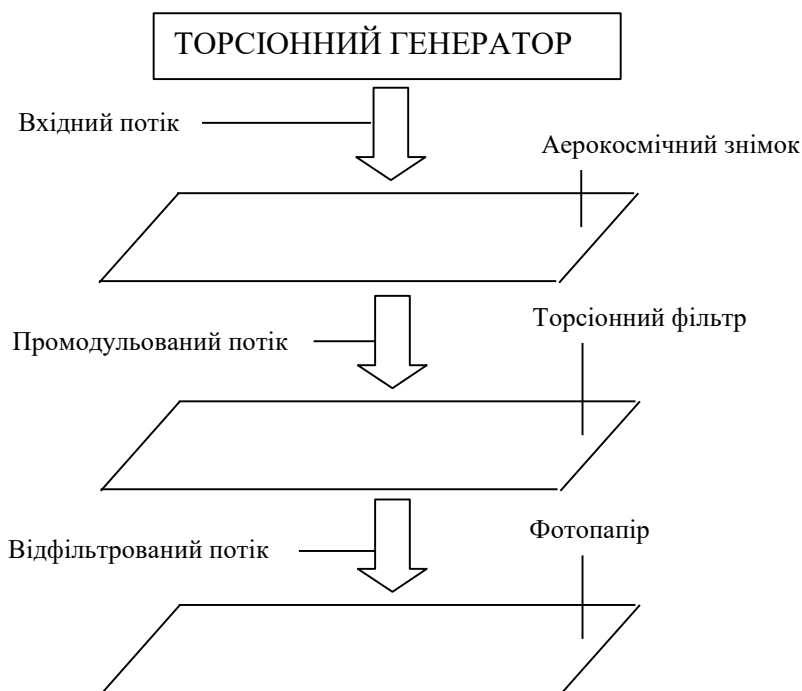 ТОРСІОННИЙ ГЕНЕРАТОР
Вхідний потік
Аерокосмічний знімок
Промодульований потік
Торсіонний фільтр
Відфільтрований потік
Фотопапір